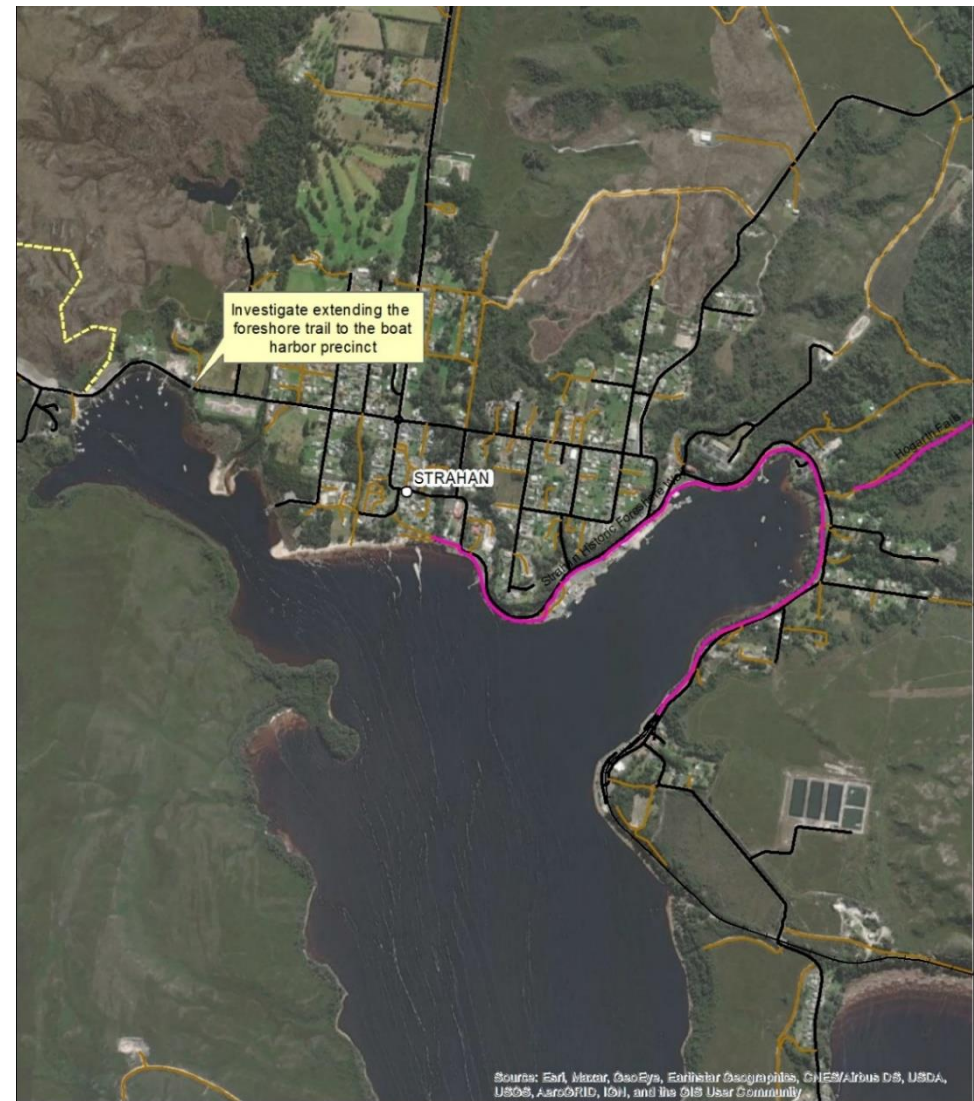 Investigate extending the
foreshore trail to the boat
harbor precinct
Hogarth Falls
STRAHAN
Strahan Historic Foreshore Walk
Source: Esri, Maxar, GeoEye, Earthstar Geographics, CNES/Airbus DS, USDA,
USGS, AeroGRID, IGN, and the GIS User Community